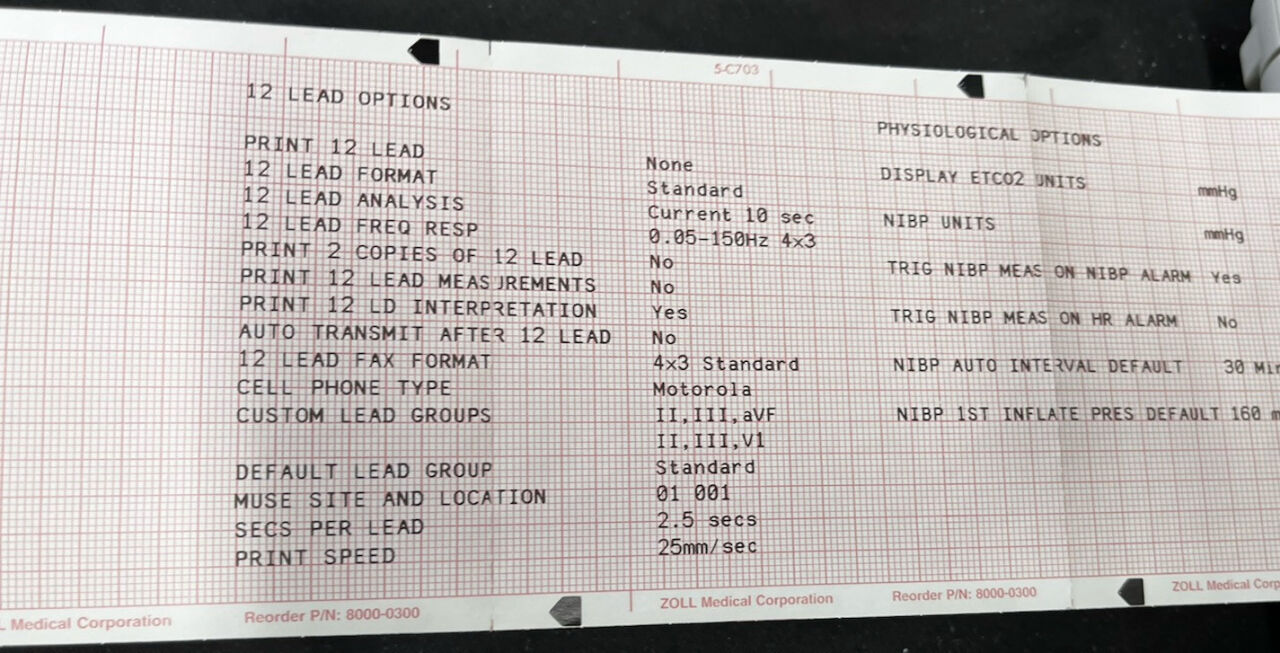 5-C703
12 LEAD OPTIONS
PRINT 12 LEAD None
12 LEAD FORMAT Standard
12 LEAD ANALYSIS Current 10 sec
12 LEAD FREQ RESP 0.05-150Hz 4x3
PRINT 2 COPIES OF 12 LEAD No
PRINT 12 LEAD MEASUREMENTS No
PRINT 12 LD INTERPRETATION Yes
AUTO TRANSMIT AFTER 12 LEAD No
12 LEAD FAX FORMAT 4x3 Standard
CELL PHONE TYPE Motorola
CUSTOM LEAD GROUPS II,III,aVF
II,III,V1
DEFAULT LEAD GROUP Standard
MUSE SITE AND LOCATION 01 001
SECS PER LEAD 2.5 secs
PRINT SPEED 25mm/sec
PHYSIOLOGICAL OPTIONS
DISPLAY ETCO2 UNITS mmHg
NIBP UNITS mmHg
TRIG NIBP MEAS ON NIBP ALARM Yes
TRIG NIBP MEAS ON HR ALARM No
NIBP AUTO INTERVAL DEFAULT 30 Min
NIBP 1ST INFLATE PRES DEFAULT 160 m
L Medical Corporation Reorder P/N: 8000-0300 ZOLL Medical Corporation Reorder P/N: 8000-0300 ZOLL Medical Corp